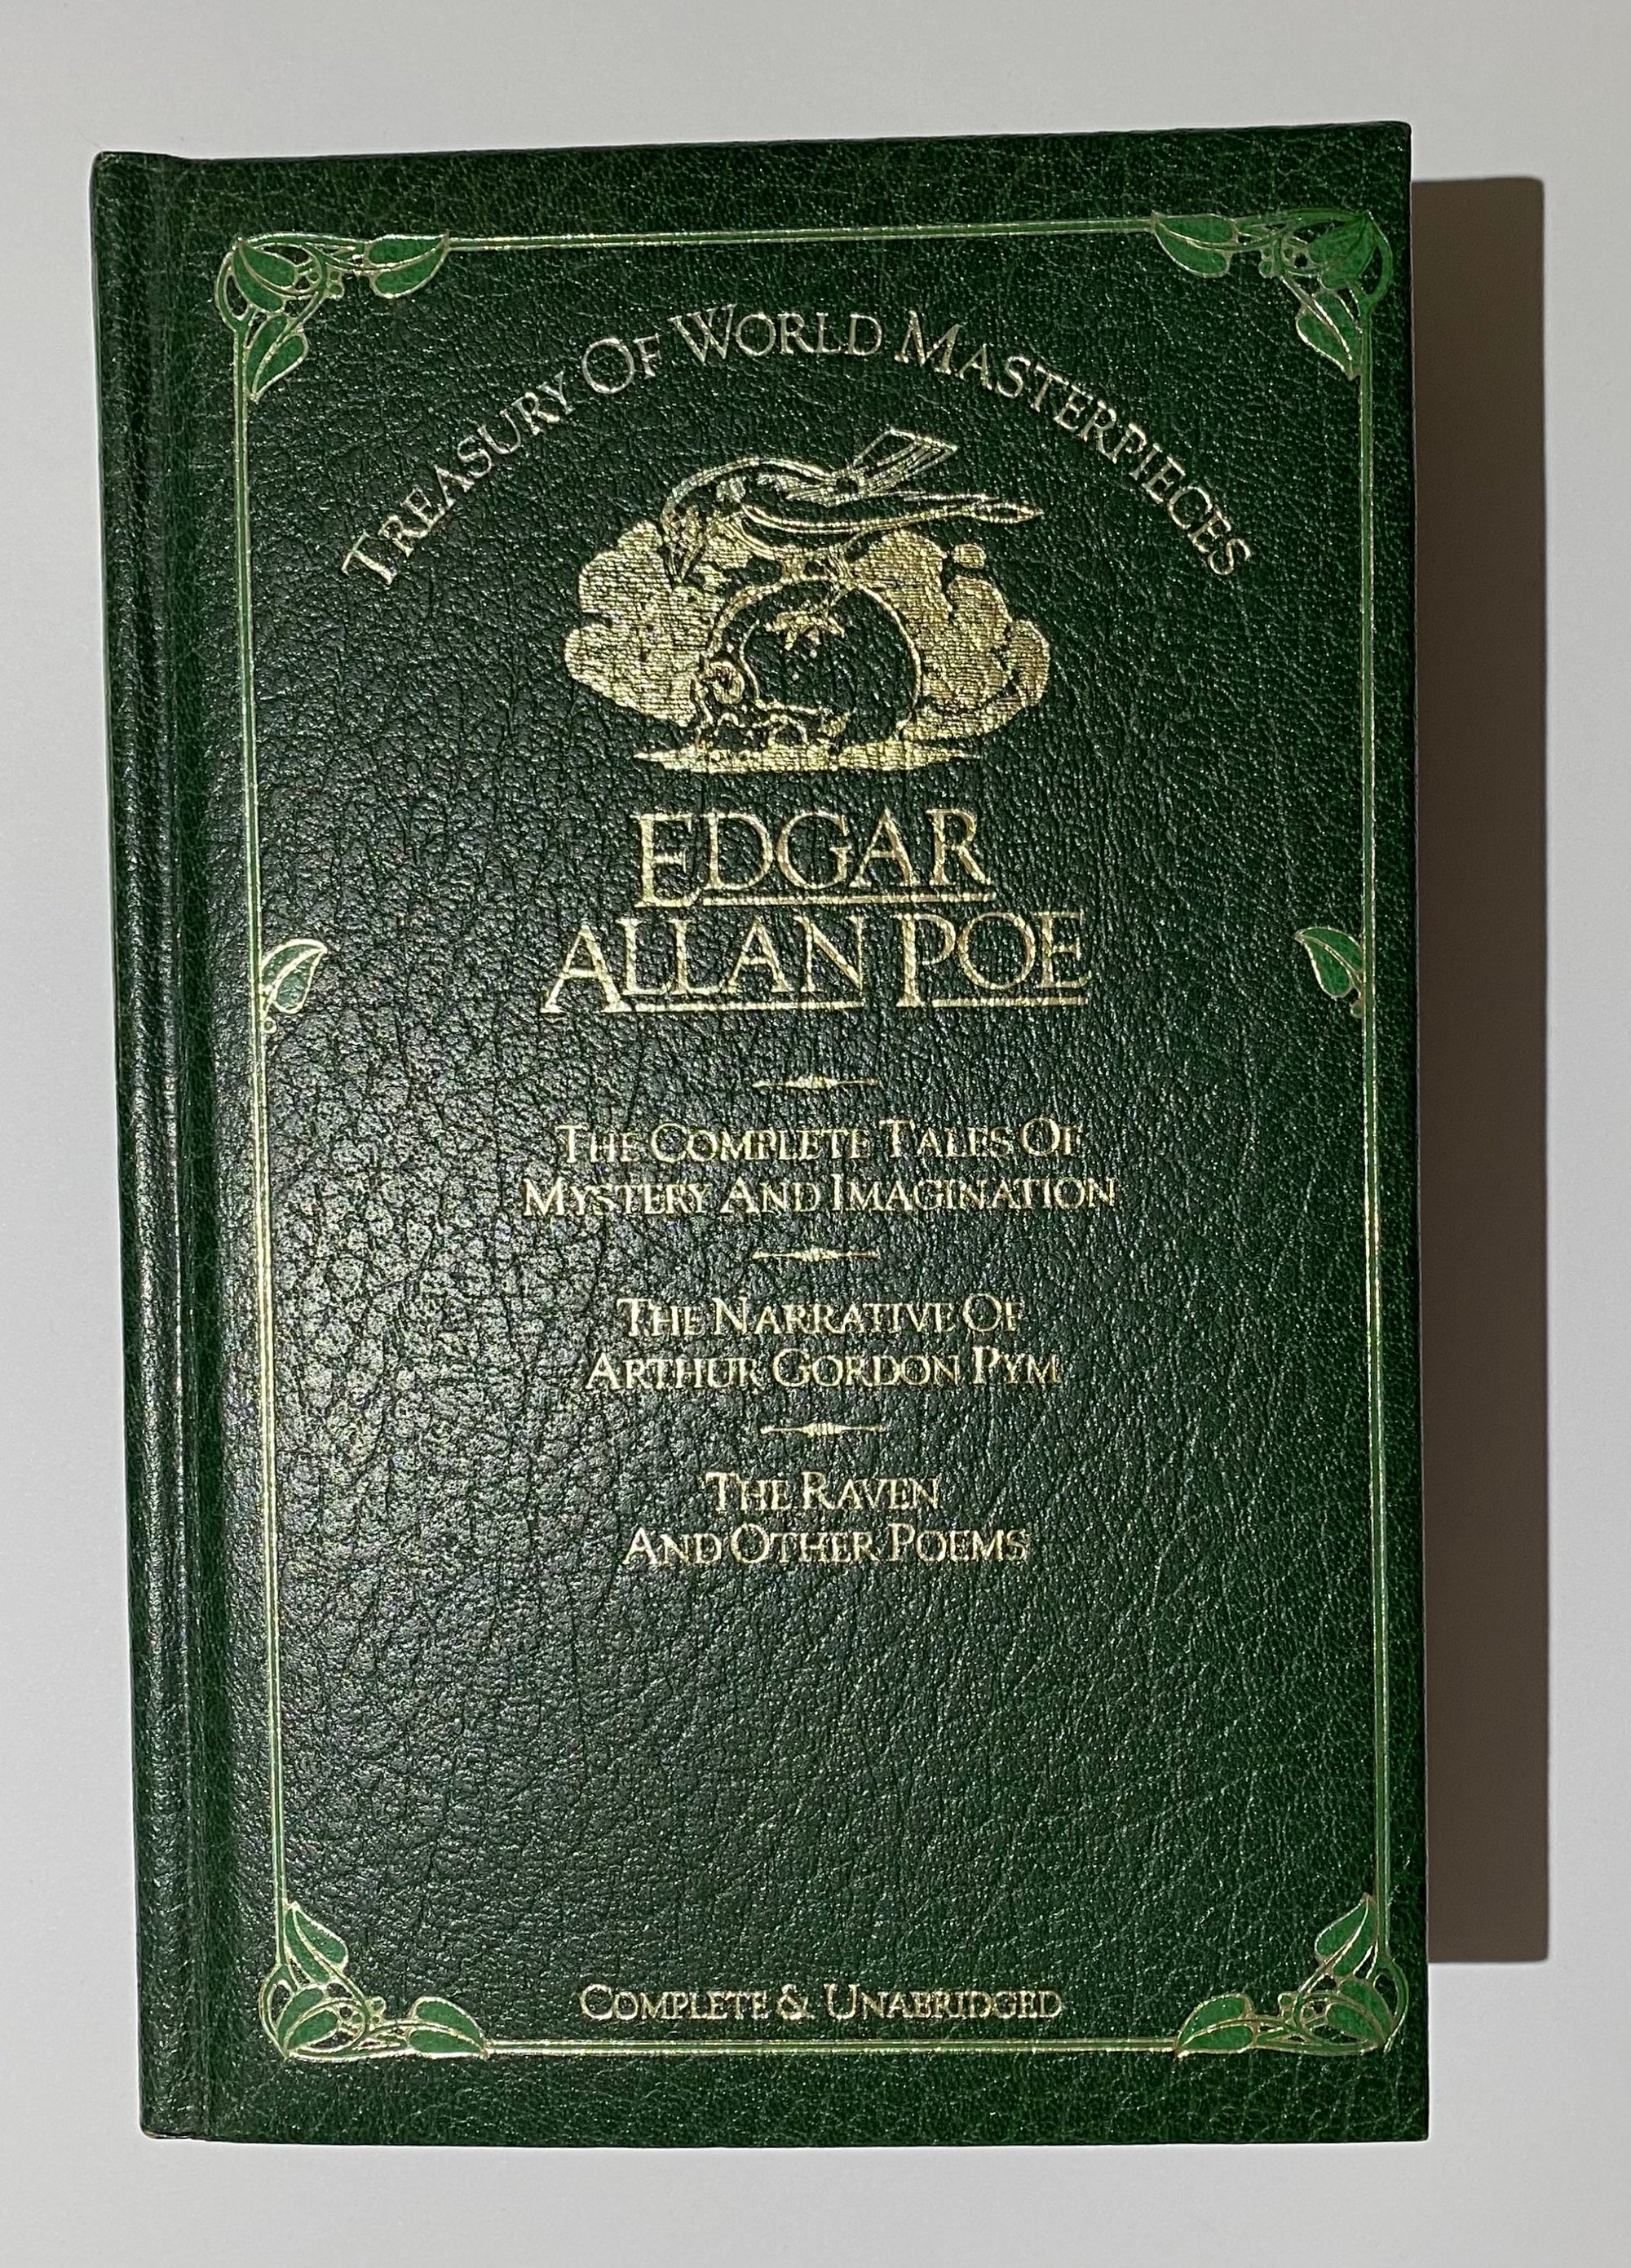 Treasury Of World Masterpieces
Edgar
Allan Poe
The Complete Tales Of
Mystery And Imagination
The Narrative Of
Arthur Gordon Pym
The Raven
And Other Poems
Complete & Unabridged